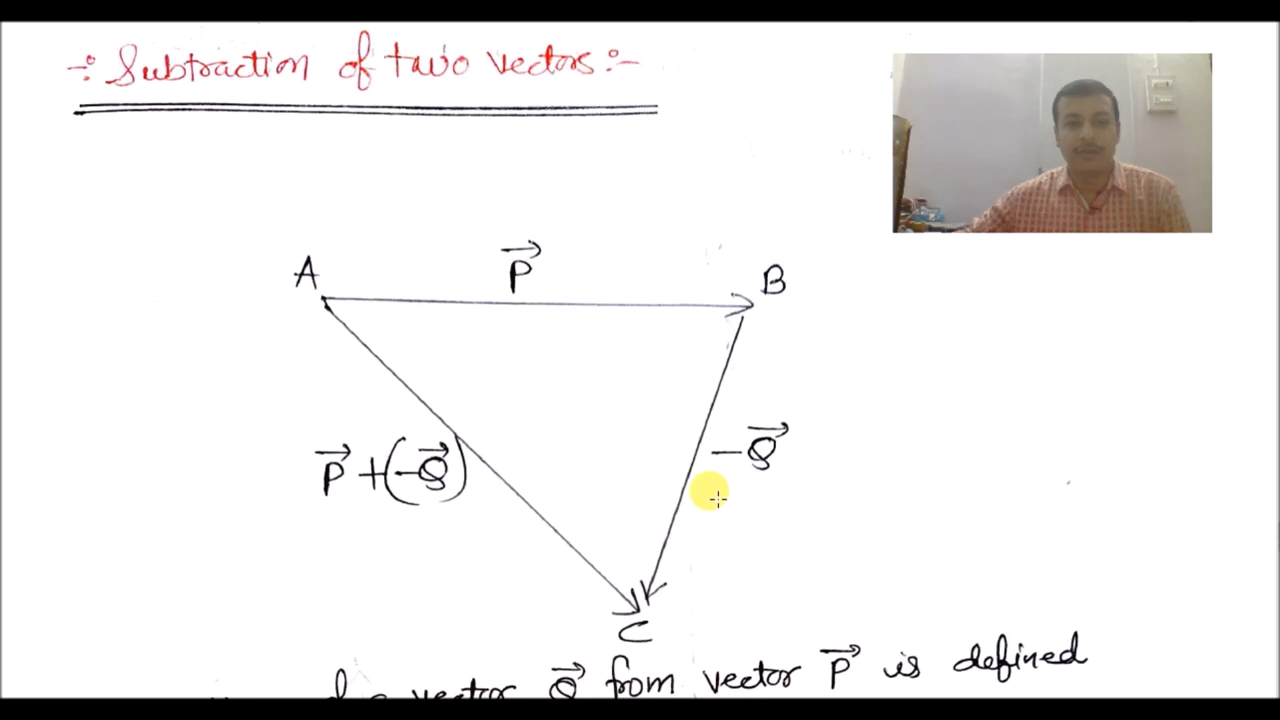 -: Subtraction of two vectors:-
A
P⃗
B
P⃗ + (-Q⃗)
-Q⃗
C
vector Q⃗ from vector P⃗ is defined